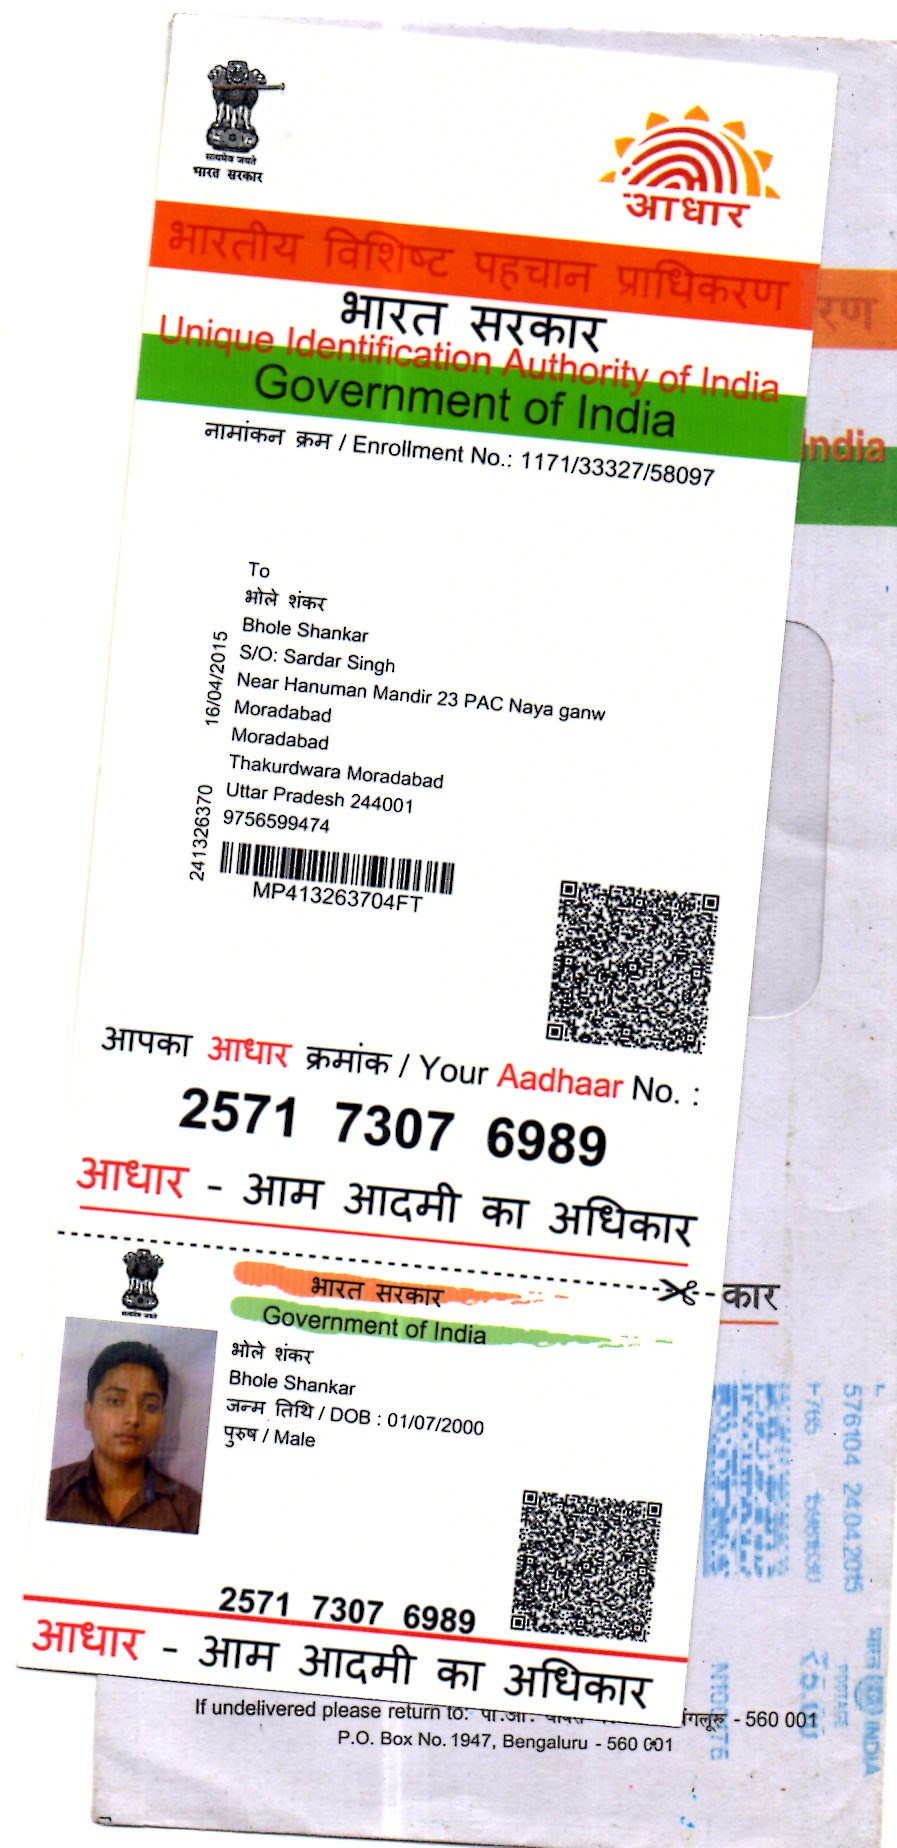 सत्यमेव जयते
भारत सरकार
आधार
भारतीय विशिष्ट पहचान प्राधिकरण
रण
भारत सरकार
Unique Identification Authority of India
India
Government of India
नामांकन क्रम / Enrollment No.: 1171/33327/58097
To
भोले शंकर
Bhole Shankar
S/O: Sardar Singh
Near Hanuman Mandir 23 PAC Naya ganw
Moradabad
Moradabad
Thakurdwara Moradabad
Uttar Pradesh 244001
9756599474
241326370
16/04/2015
MP413263704FT
आपका आधार क्रमांक / Your Aadhaar No. :
2571 7307 6989
आधार - आम आदमी का अधिकार
कार
भारत सरकार
Government of India
भोले शंकर
Bhole Shankar
जन्म तिथि / DOB : 01/07/2000
पुरुष / Male
2571 7307 6989
आधार - आम आदमी का अधिकार
576104 24.04.2015
INDIA
If undelivered please return to: - 560 001
P.O. Box No. 1947, Bengaluru - 560 001